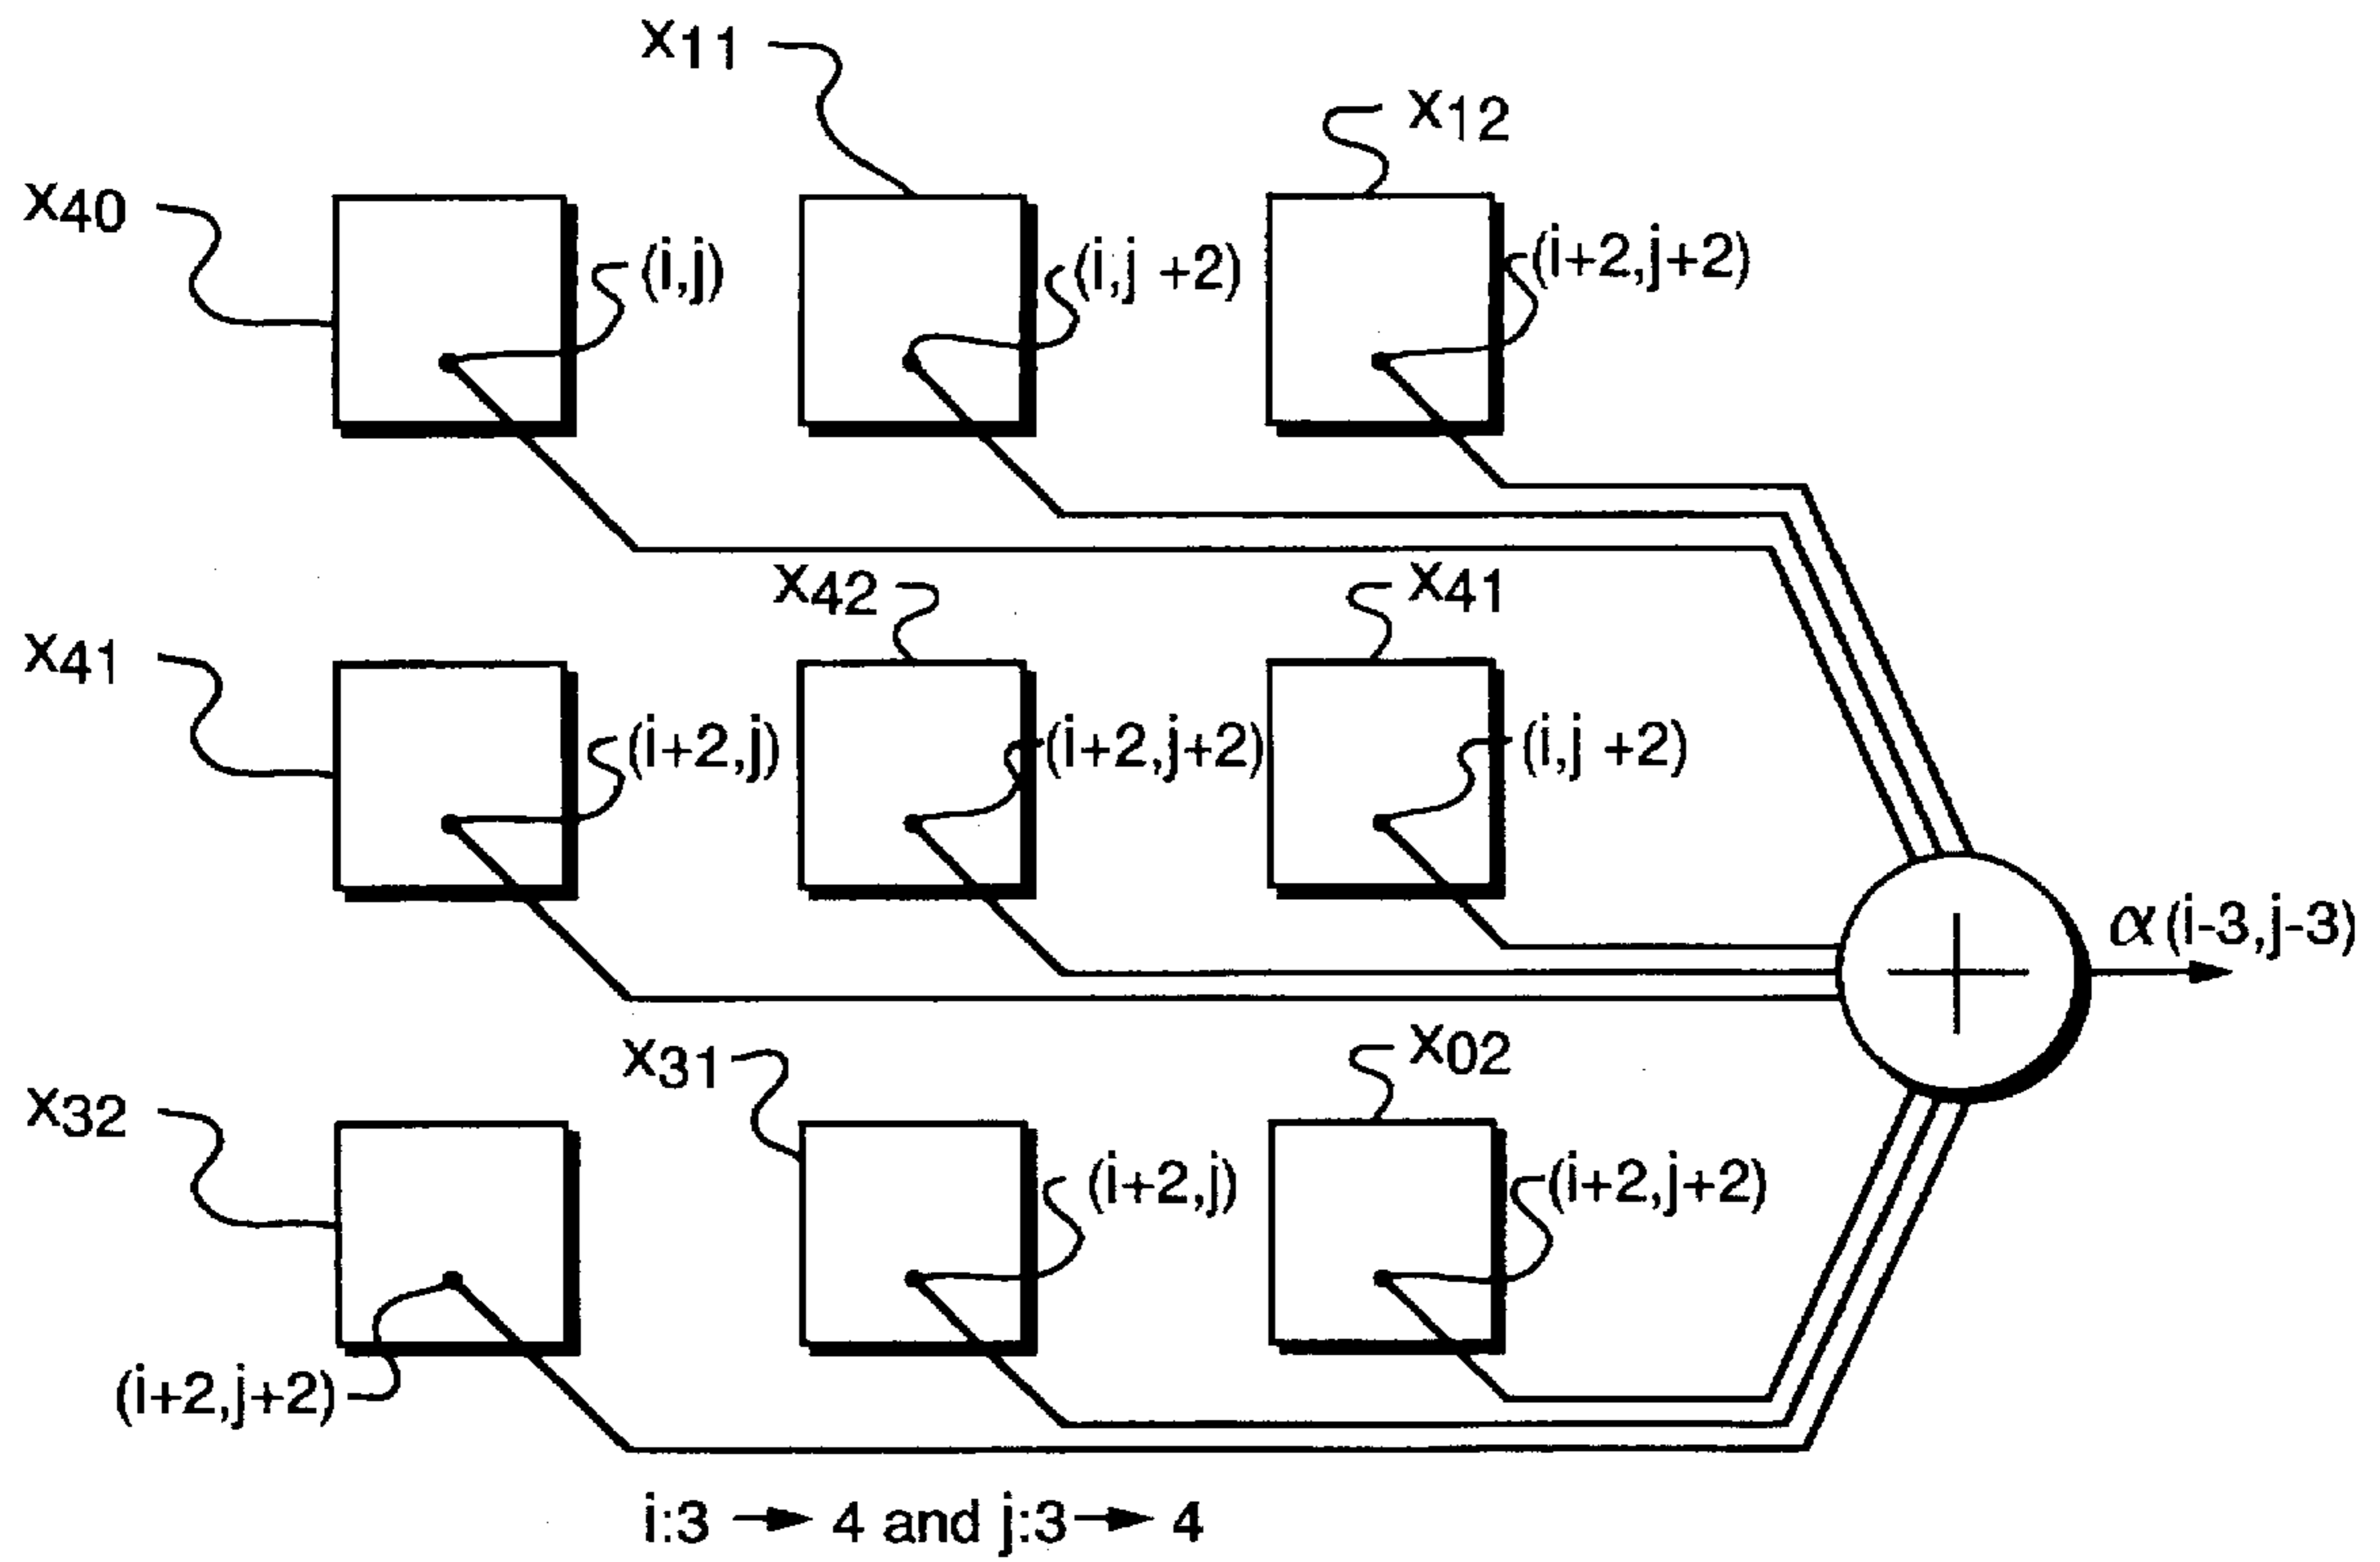 x11
x12
x40
(i,j)
(i,j +2)
(i+2,j+2)
x42
x41
x41
(i+2,j)
(i+2,j+2)
(i,j +2)
α(i-3,j-3)
x31
x02
x32
(i+2,j)
(i+2,j+2)
(i+2,j+2)
i:3 → 4 and j:3 → 4